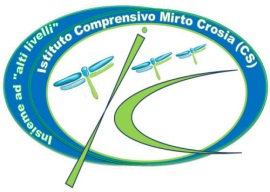 Insieme ad "alti livelli"
Istituto Comprensivo Mirto Crosia (CS)